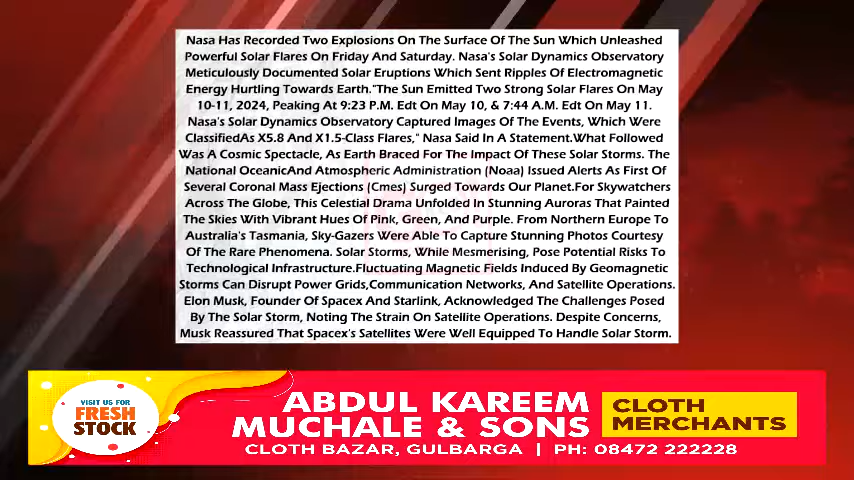 Nasa Has Recorded Two Explosions On The Surface Of The Sun Which Unleashed
Powerful Solar Flares On Friday And Saturday. Nasa's Solar Dynamics Observatory
Meticulously Documented Solar Eruptions Which Sent Ripples Of Electromagnetic
Energy Hurtling Towards Earth."The Sun Emitted Two Strong Solar Flares On May
10-11, 2024, Peaking At 9:23 P.M. Edt On May 10, & 7:44 A.M. Edt On May 11.
Nasa's Solar Dynamics Observatory Captured Images Of The Events, Which Were
ClassifiedAs X5.8 And X1.5-Class Flares," Nasa Said In A Statement.What Followed
Was A Cosmic Spectacle, As Earth Braced For The Impact Of These Solar Storms. The
National OceanicAnd Atmospheric Administration (Noaa) Issued Alerts As First Of
Several Coronal Mass Ejections (Cmes) Surged Towards Our Planet.For Skywatchers
Across The Globe, This Celestial Drama Unfolded In Stunning Auroras That Painted
The Skies With Vibrant Hues Of Pink, Green, And Purple. From Northern Europe To
Australia's Tasmania, Sky-Gazers Were Able To Capture Stunning Photos Courtesy
Of The Rare Phenomena. Solar Storms, While Mesmerising, Pose Potential Risks To
Technological Infrastructure.Fluctuating Magnetic Fields Induced By Geomagnetic
Storms Can Disrupt Power Grids,Communication Networks, And Satellite Operations.
Elon Musk, Founder Of Spacex And Starlink, Acknowledged The Challenges Posed
By The Solar Storm, Noting The Strain On Satellite Operations. Despite Concerns,
Musk Reassured That Spacex's Satellites Were Well Equipped To Handle Solar Storm.
VISIT US FOR
FRESH
STOCK
ABDUL KAREEM
MUCHALE & SONS
CLOTH
MERCHANTS
CLOTH BAZAR, GULBARGA | PH: 08472 222228